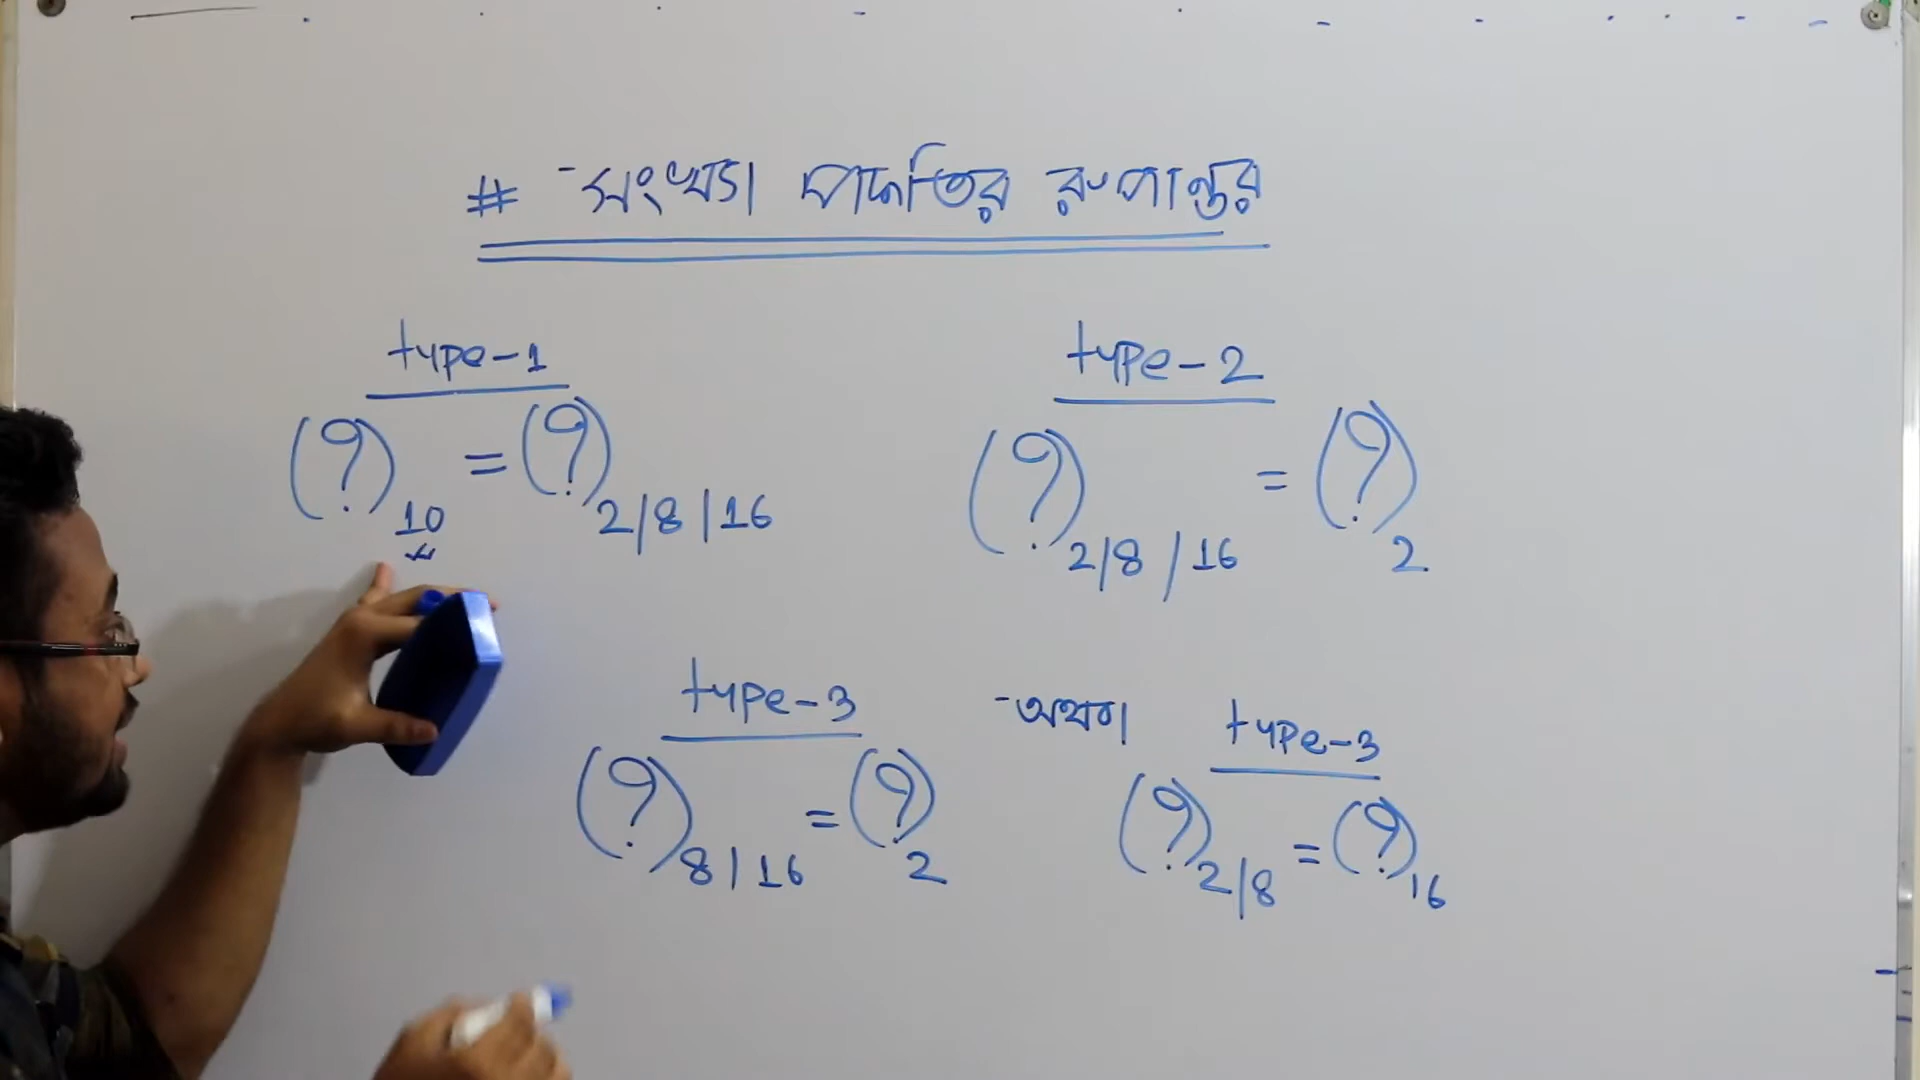 # সংখ্যা পদ্ধতির রুপান্তর
type-1
(?)10 = (?)2/8/16
type-2
(?)2/8/16 = (?)2
type-3
(?)8/16 = (?)2
অথবা
type-3
(?)2/8 = (?)16